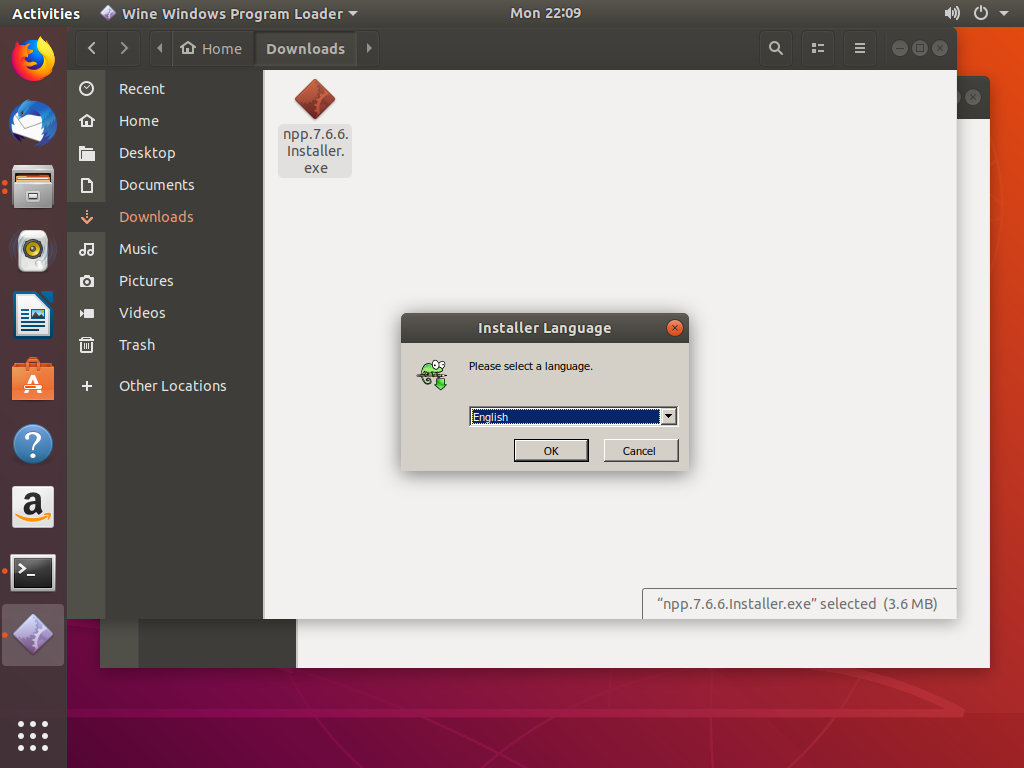 Activities
Wine Windows Program Loader
Mon 22:09
Home
Downloads
Recent
Home
Desktop
Documents
Downloads
Music
Pictures
Videos
Trash
Other Locations
npp.7.6.6.
Installer.
exe
Installer Language
Please select a language.
English
OK
Cancel
“npp.7.6.6.Installer.exe” selected (3.6 MB)